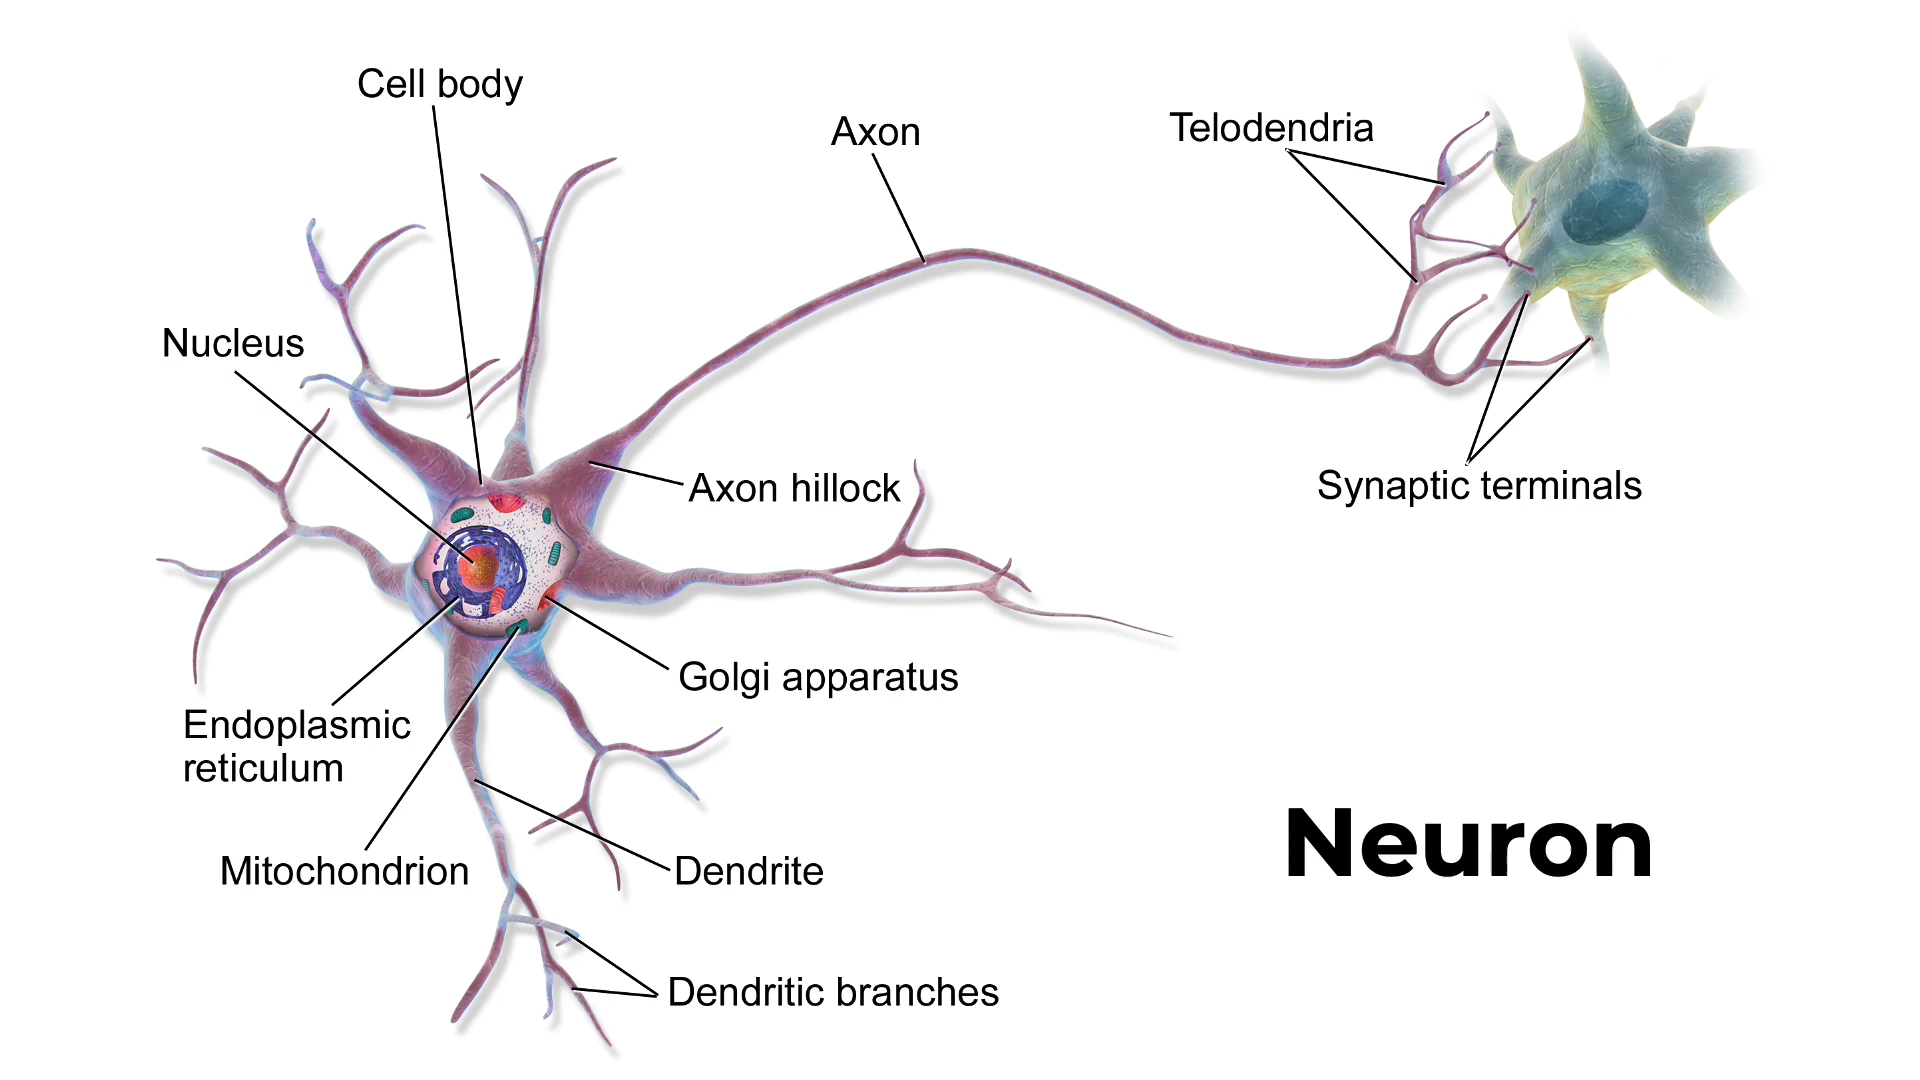 Cell body
Axon
Telodendria
Nucleus
Axon hillock
Synaptic terminals
Golgi apparatus
Endoplasmic
reticulum
Mitochondrion
Dendrite
Neuron
Dendritic branches